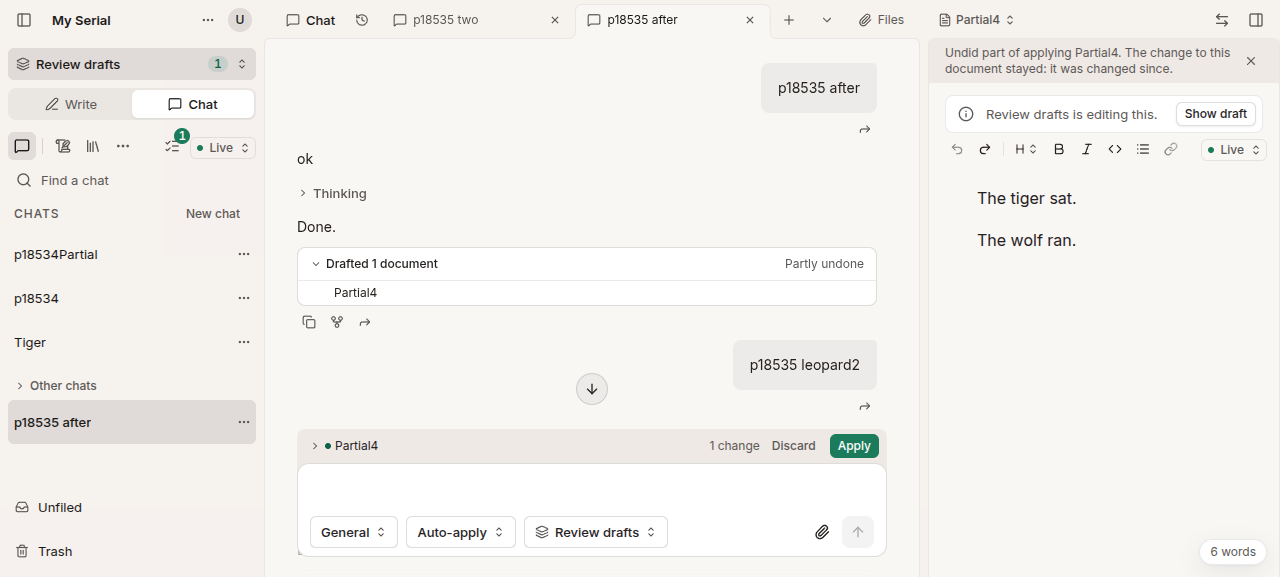 My Serial
U
Review drafts
1
Write
Chat
1
Live
Find a chat
CHATS
New chat
p18534Partial
p18534
Tiger
Other chats
p18535 after
Unfiled
Trash
Chat
p18535 two
p18535 after
Files
p18535 after
ok
Thinking
Done.
Drafted 1 document
Partly undone
Partial4
p18535 leopard2
Partial4
1 change
Discard
Apply
General
Auto-apply
Review drafts
Partial4
Undid part of applying Partial4. The change to this
document stayed: it was changed since.
Review drafts is editing this.
Show draft
H
B
I
Live
The tiger sat.
The wolf ran.
6 words